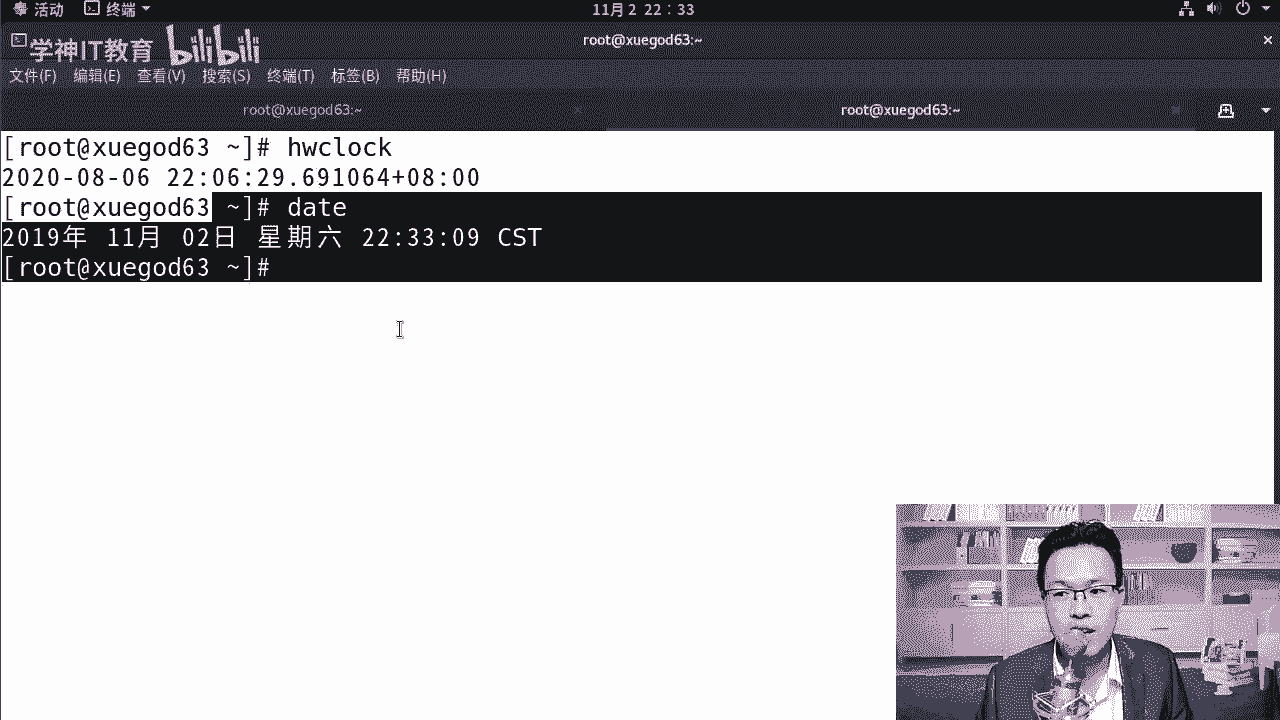 活动 终端 11月2 22：33
学神IT教育 bilibili
root@xuegod63:~
文件(F) 编辑(E) 查看(V) 搜索(S) 终端(T) 标签(B) 帮助(H)
root@xuegod63:~ root@xuegod63:~
[root@xuegod63 ~]# hwclock
2020-08-06 22:06:29.691064+08:00
[root@xuegod63 ~]# date
2019年 11月 02日 星期六 22:33:09 CST
[root@xuegod63 ~]#